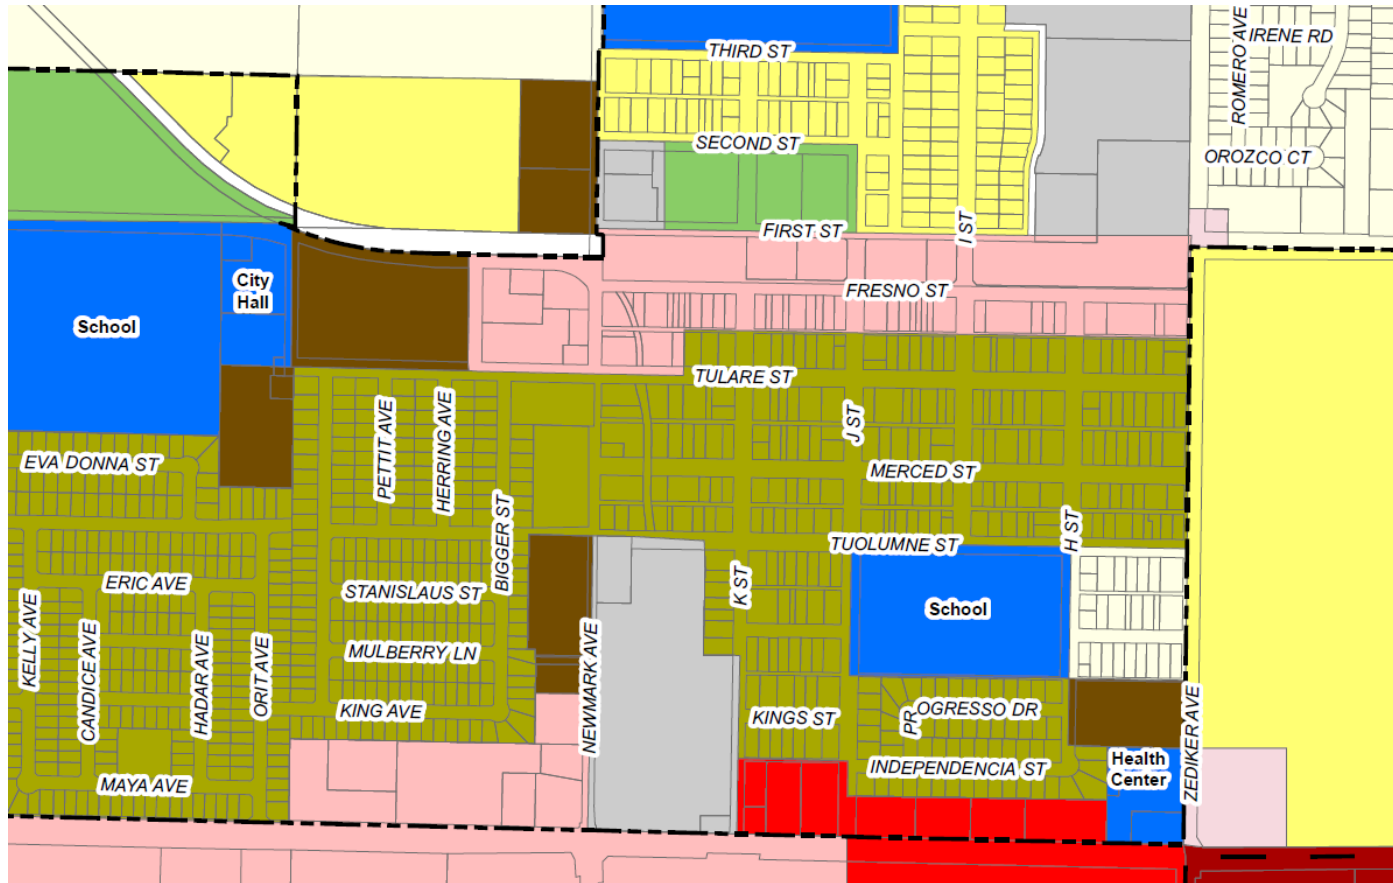 THIRD ST
IRENE RD
ROMERO AVE
SECOND ST
OROZCO CT
FIRST ST
I ST
City
Hall
FRESNO ST
School
TULARE ST
PETTIT AVE
HERRING AVE
J ST
EVA DONNA ST
MERCED ST
BIGGER ST
H ST
TUOLUMNE ST
ERIC AVE
STANISLAUS ST
K ST
School
KELLY AVE
CANDICE AVE
HADAR AVE
ORIT AVE
MULBERRY LN
NEWMARK AVE
KING AVE
KINGS ST
PROGRESSO DR
ZEDIKER AVE
MAYA AVE
INDEPENDENCIA ST
Health
Center